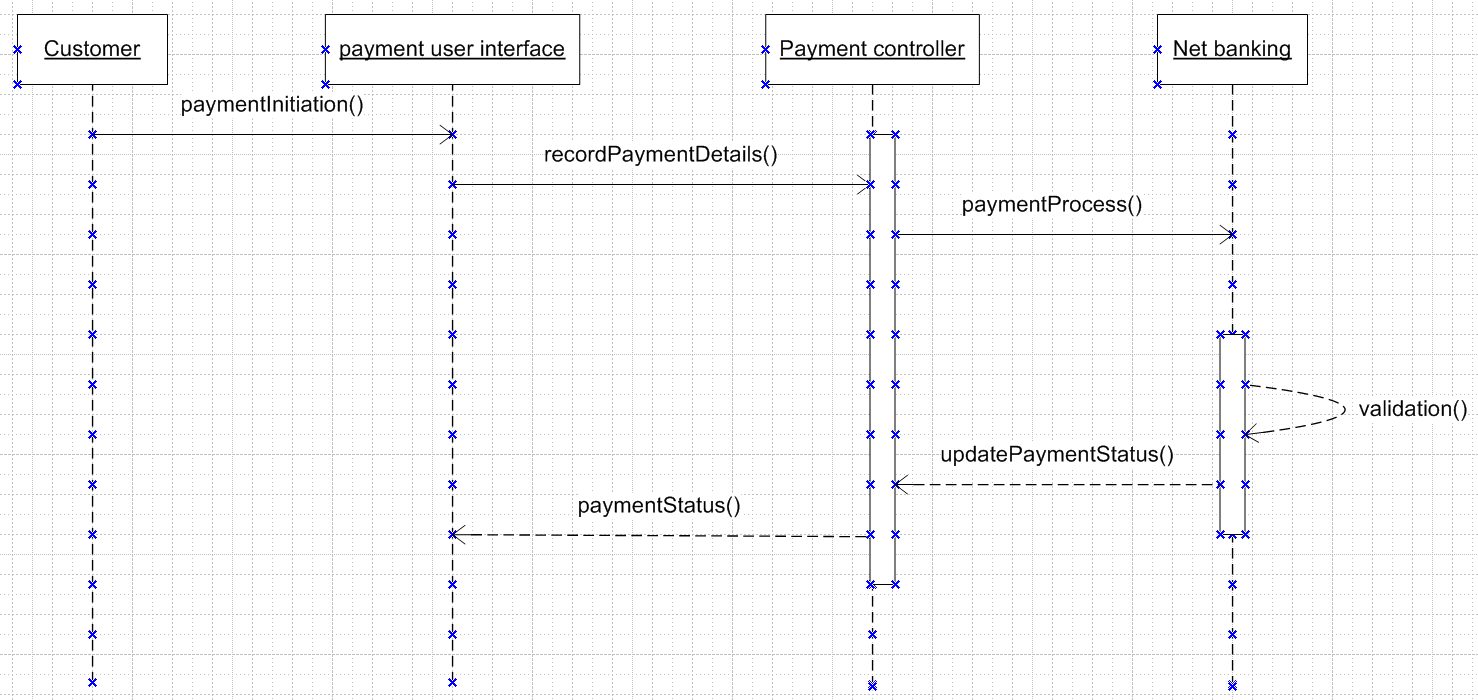 Customer
payment user interface
Payment controller
Net banking
paymentInitiation()
recordPaymentDetails()
paymentProcess()
validation()
updatePaymentStatus()
paymentStatus()